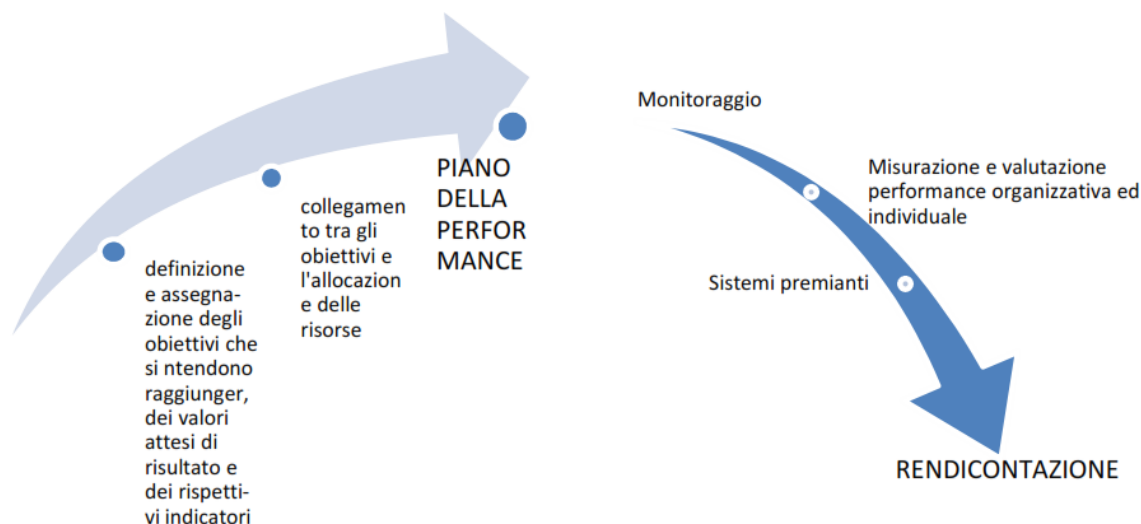 definizione
e assegna-
zione degli
obiettivi che
si ntendono
raggiunger,
dei valori
attesi di
risultato e
dei rispetti-
vi indicatori
collegamen
to tra gli
obiettivi e
l'allocazion
e delle
risorse
PIANO
DELLA
PERFOR
MANCE
Monitoraggio
Misurazione e valutazione
performance organizzativa ed
individuale
Sistemi premianti
RENDICONTAZIONE